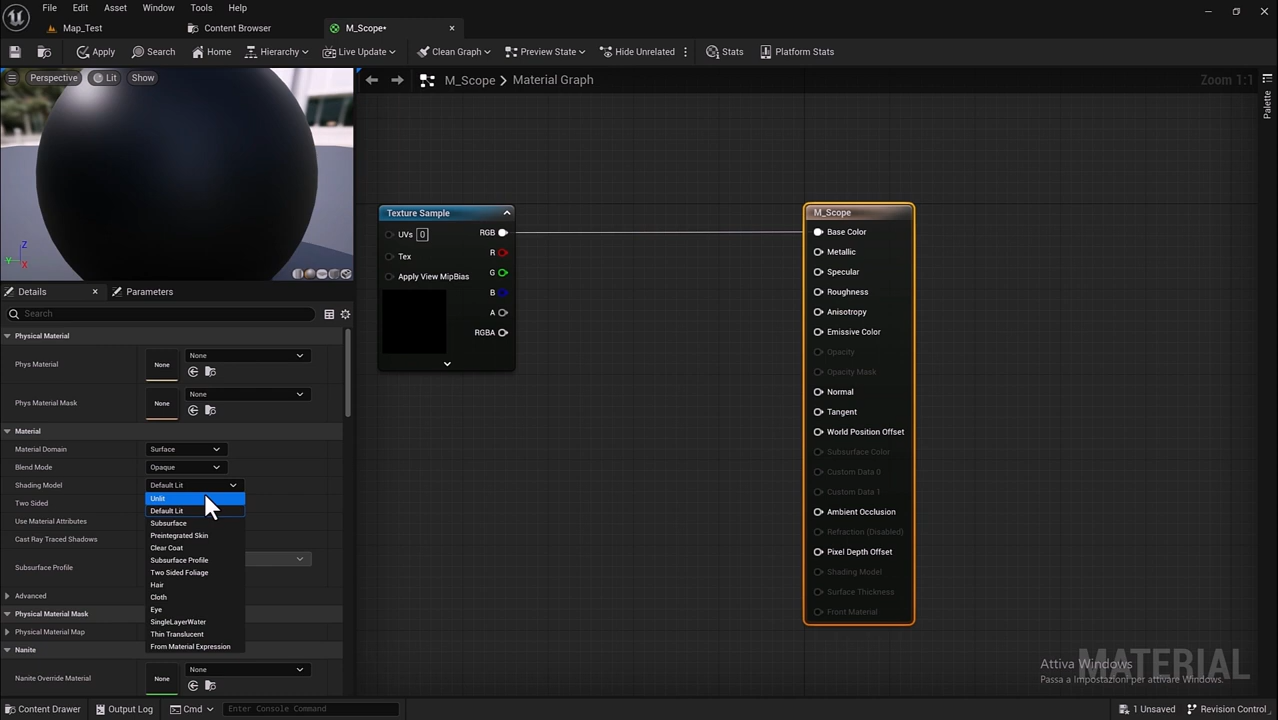 File Edit Asset Window Tools Help
Map_Test Content Browser M_Scope•
Apply Search Home Hierarchy Live Update Clean Graph Preview State Hide Unrelated Stats Platform Stats
Perspective Lit Show
M_Scope > Material Graph
Zoom 1:1
Palette
Z
Y
X
Texture Sample
UVs 0 RGB
R
Tex
G
Apply View MipBias
B
A
RGBA
M_Scope
Base Color
Metallic
Specular
Roughness
Anisotropy
Emissive Color
Opacity
Opacity Mask
Normal
Tangent
World Position Offset
Subsurface Color
Custom Data 0
Custom Data 1
Ambient Occlusion
Refraction (Disabled)
Pixel Depth Offset
Shading Model
Surface Thickness
Front Material
Details Parameters
Search
Physical Material
Phys Material None None
Phys Material Mask None None
Material
Material Domain Surface
Blend Mode Opaque
Shading Model Default Lit
Two Sided
Use Material Attributes
Cast Ray Traced Shadows
Subsurface Profile
Unlit
Default Lit
Subsurface
Preintegrated Skin
Clear Coat
Subsurface Profile
Two Sided Foliage
Hair
Cloth
Eye
SingleLayerWater
Thin Translucent
From Material Expression
Advanced
Physical Material Mask
Physical Material Map
Nanite
Nanite Override Material None None
MATERIAL
Attiva Windows
Passa a Impostazioni per attivare Windows.
Content Drawer Output Log Cmd Enter Console Command 1 Unsaved Revision Control